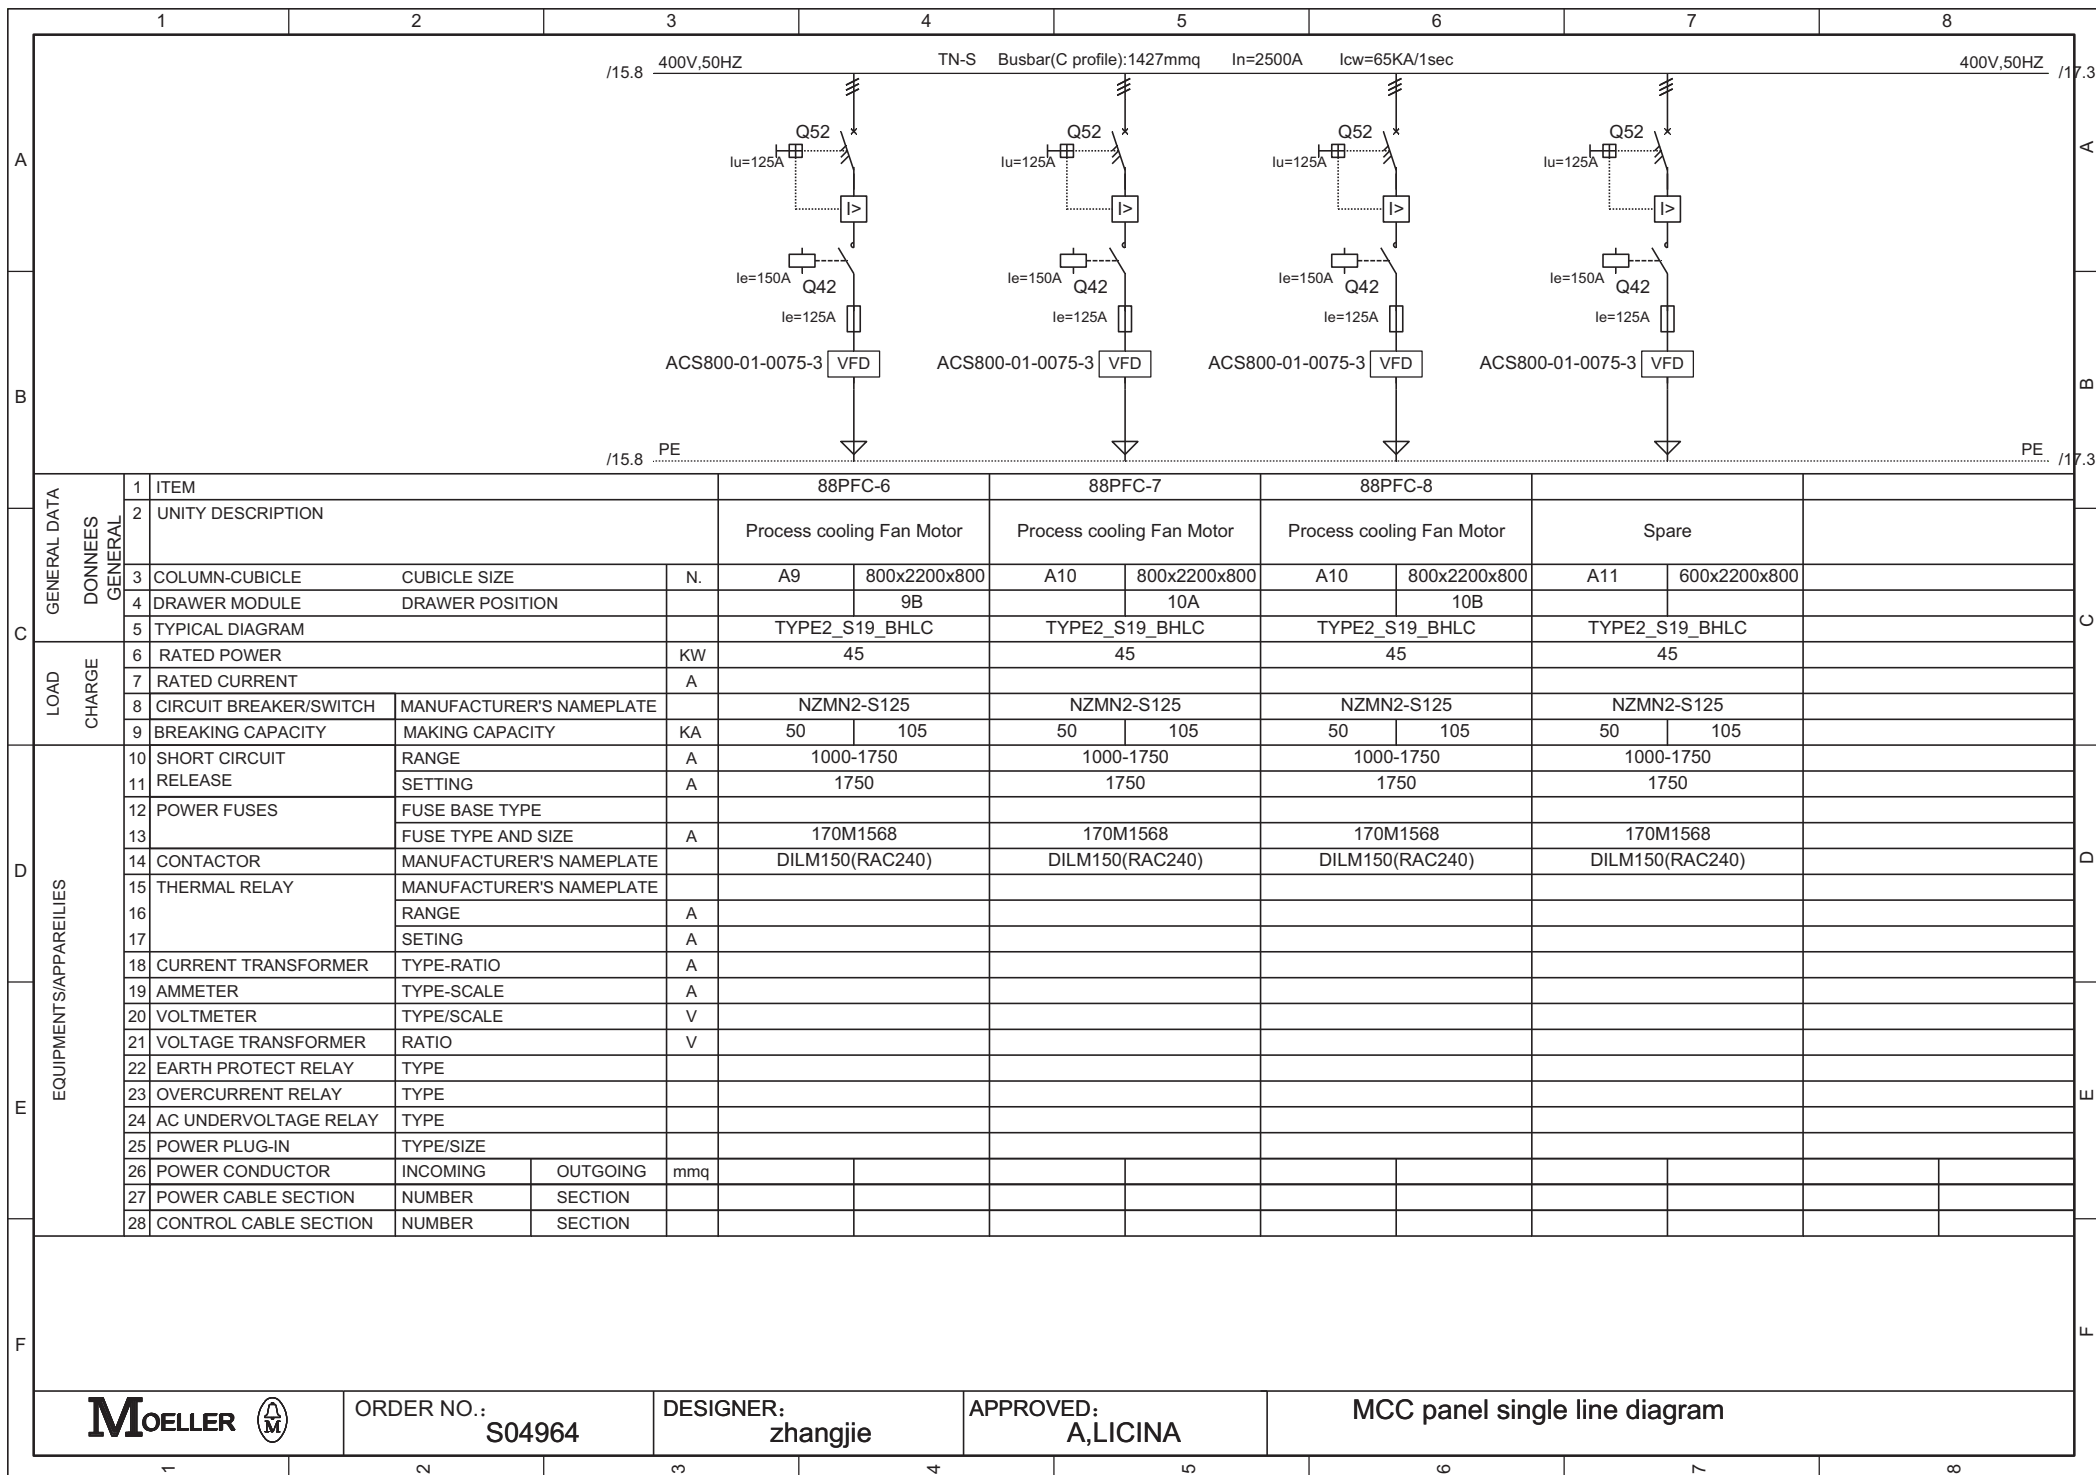 1 2 3 4 5 6 7 8
/15.8 400V,50HZ TN-S Busbar(C profile):1427mmq In=2500A Icw=65KA/1sec 400V,50HZ /17.3
Q52 Q52 Q52 Q52
Iu=125A Iu=125A Iu=125A Iu=125A
A A
I> I> I> I>
Ie=150A Ie=150A Ie=150A Ie=150A
Q42 Q42 Q42 Q42
Ie=125A Ie=125A Ie=125A Ie=125A
ACS800-01-0075-3 VFD ACS800-01-0075-3 VFD ACS800-01-0075-3 VFD ACS800-01-0075-3 VFD
B B
/15.8 PE PE /17.3
GENERAL DATA
DONNEES GENERAL
1 ITEM 88PFC-6 88PFC-7 88PFC-8
2 UNITY DESCRIPTION Process cooling Fan Motor Process cooling Fan Motor Process cooling Fan Motor Spare
3 COLUMN-CUBICLE CUBICLE SIZE N. A9 800x2200x800 A10 800x2200x800 A10 800x2200x800 A11 600x2200x800
4 DRAWER MODULE DRAWER POSITION 9B 10A 10B
C C
5 TYPICAL DIAGRAM TYPE2_S19_BHLC TYPE2_S19_BHLC TYPE2_S19_BHLC TYPE2_S19_BHLC
LOAD
CHARGE
6 RATED POWER KW 45 45 45 45
7 RATED CURRENT A
8 CIRCUIT BREAKER/SWITCH MANUFACTURER'S NAMEPLATE NZMN2-S125 NZMN2-S125 NZMN2-S125 NZMN2-S125
9 BREAKING CAPACITY MAKING CAPACITY KA 50 105 50 105 50 105 50 105
EQUIPMENTS/APPAREILIES
10 SHORT CIRCUIT RANGE A 1000-1750 1000-1750 1000-1750 1000-1750
11 RELEASE SETTING A 1750 1750 1750 1750
12 POWER FUSES FUSE BASE TYPE
13 FUSE TYPE AND SIZE A 170M1568 170M1568 170M1568 170M1568
14 CONTACTOR MANUFACTURER'S NAMEPLATE DILM150(RAC240) DILM150(RAC240) DILM150(RAC240) DILM150(RAC240)
D D
15 THERMAL RELAY MANUFACTURER'S NAMEPLATE
16 RANGE A
17 SETING A
18 CURRENT TRANSFORMER TYPE-RATIO A
19 AMMETER TYPE-SCALE A
20 VOLTMETER TYPE/SCALE V
21 VOLTAGE TRANSFORMER RATIO V
22 EARTH PROTECT RELAY TYPE
23 OVERCURRENT RELAY TYPE
E E
24 AC UNDERVOLTAGE RELAY TYPE
25 POWER PLUG-IN TYPE/SIZE
26 POWER CONDUCTOR INCOMING OUTGOING mmq
27 POWER CABLE SECTION NUMBER SECTION
28 CONTROL CABLE SECTION NUMBER SECTION
F F
MOELLER M
ORDER NO.:
S04964
DESIGNER:
zhangjie
APPROVED:
A,LICINA
MCC panel single line diagram
1 2 3 4 5 6 7 8